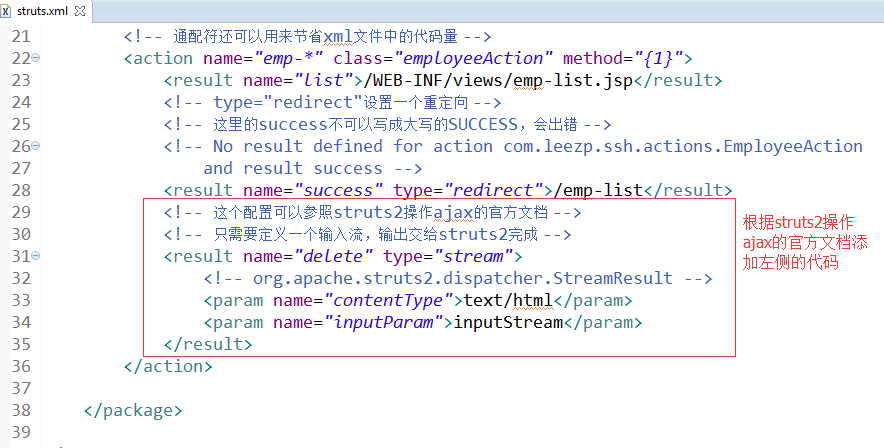 struts.xml
21 <!-- 通配符还可以用来节省xml文件中的代码量 -->
22 <action name="emp-*" class="employeeAction" method="{1}">
23 <result name="list">/WEB-INF/views/emp-list.jsp</result>
24 <!-- type="redirect"设置一个重定向 -->
25 <!-- 这里的success不可以写成大写的SUCCESS，会出错 -->
26 <!-- No result defined for action com.leezp.ssh.actions.EmployeeAction
27 and result success -->
28 <result name="success" type="redirect">/emp-list</result>
29 <!-- 这个配置可以参照struts2操作ajax的官方文档 -->
30 <!-- 只需要定义一个输入流，输出交给struts2完成 -->
31 <result name="delete" type="stream">
32 <!-- org.apache.struts2.dispatcher.StreamResult -->
33 <param name="contentType">text/html</param>
34 <param name="inputParam">inputStream</param>
35 </result>
36 </action>
37
38 </package>
39
根据struts2操作
ajax的官方文档添
加左侧的代码